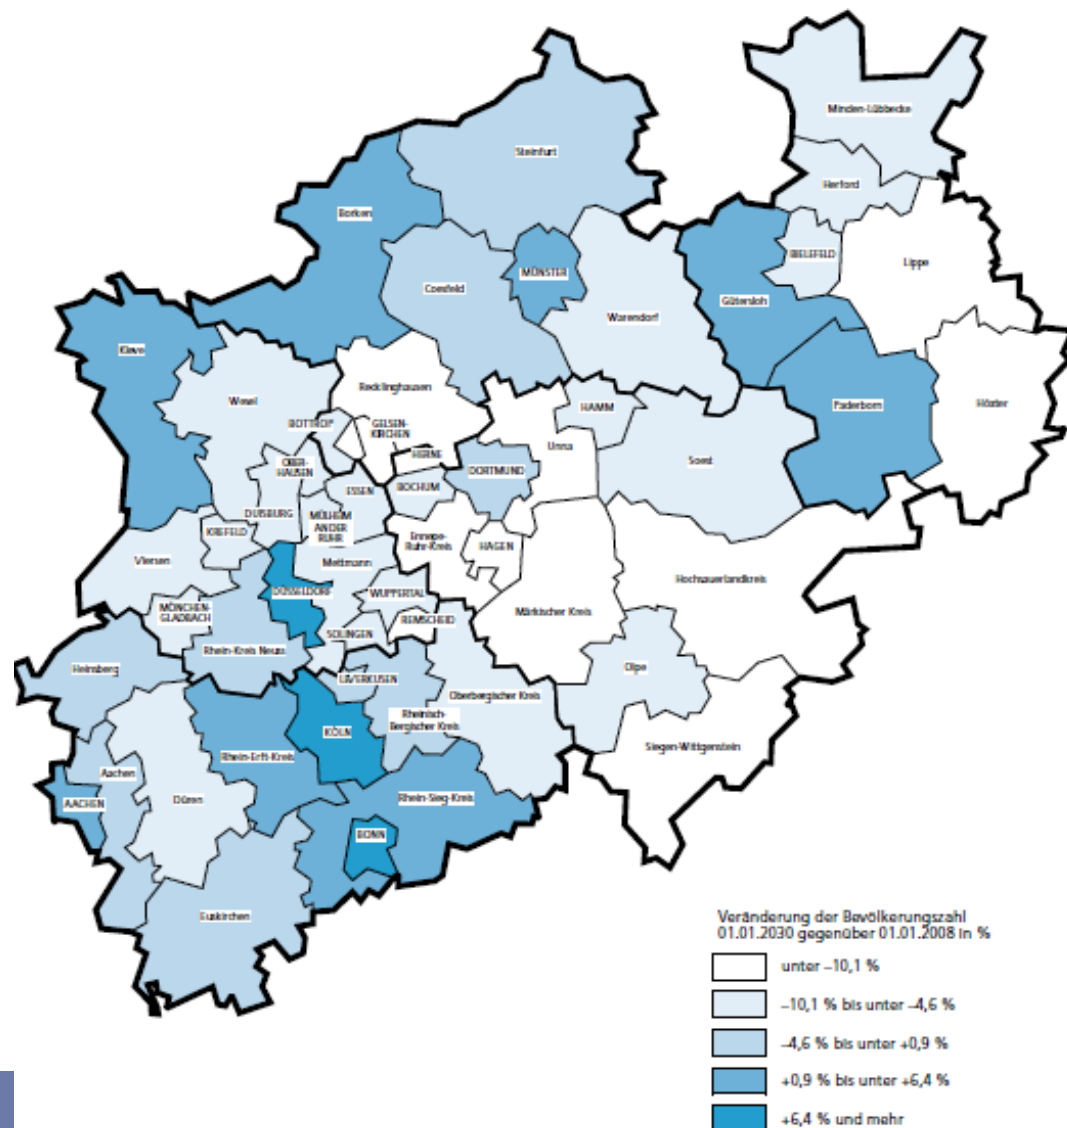 Minden-Lübbecke
Steinfurt
Herford
Borken
BIELEFELD
Lippe
MÜNSTER
Coesfeld
Gütersloh
Warendorf
Kleve
Recklinghausen
Wesel
Paderborn
Höxter
HAMM
BOTTROP
GELSEN-
KIRCHEN
Unna
HERNE
Soest
OBER-
HAUSEN
DORTMUND
ESSEN
BOCHUM
DUISBURG
MÜLHEIM
AN DER
RUHR
KREFELD
Ennepe-
Ruhr-Kreis
HAGEN
Viersen
Mettmann
Hochsauerlandkreis
DÜSSELDORF
WUPPERTAL
MÖNCHEN-
GLADBACH
Märkischer Kreis
REMSCHEID
SOLINGEN
Rhein-Kreis Neuss
Heinsberg
Olpe
LEVERKUSEN
Oberbergischer Kreis
Rheinisch-
Bergischer Kreis
KÖLN
Siegen-Wittgenstein
Rhein-Erft-Kreis
Aachen
Düren
Rhein-Sieg-Kreis
AACHEN
BONN
Euskirchen
Veränderung der Bevölkerungszahl
01.01.2030 gegenüber 01.01.2008 in %
unter –10,1 %
–10,1 % bis unter –4,6 %
–4,6 % bis unter +0,9 %
+0,9 % bis unter +6,4 %
+6,4 % und mehr